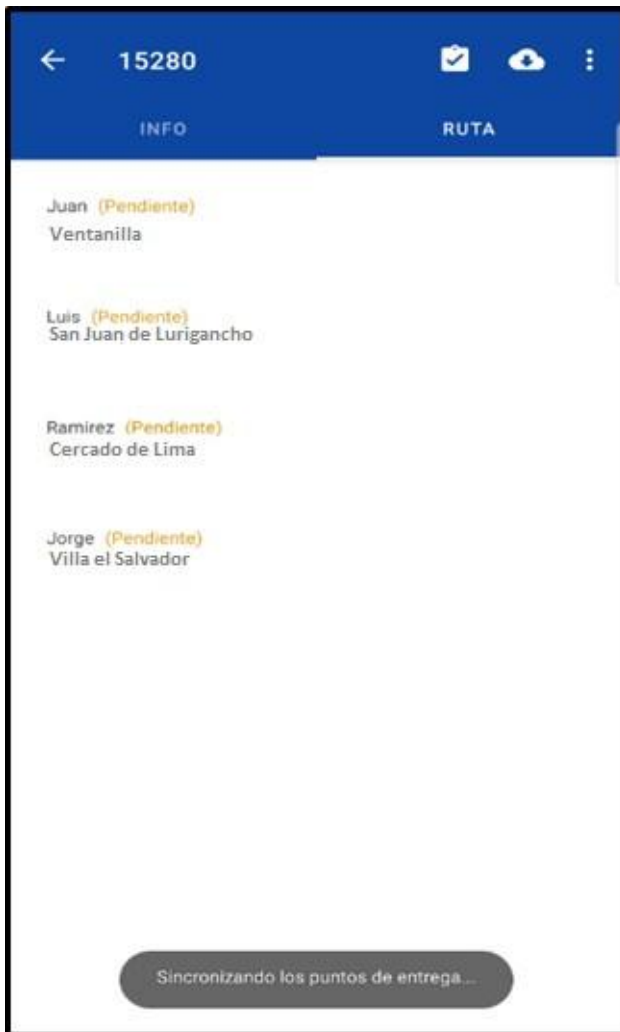 15280
INFO
RUTA
Juan (Pendiente)
Ventanilla
Luis (Pendiente)
San Juan de Lurigancho
Ramirez (Pendiente)
Cercado de Lima
Jorge (Pendiente)
Villa el Salvador
Sincronizando los puntos de entrega...